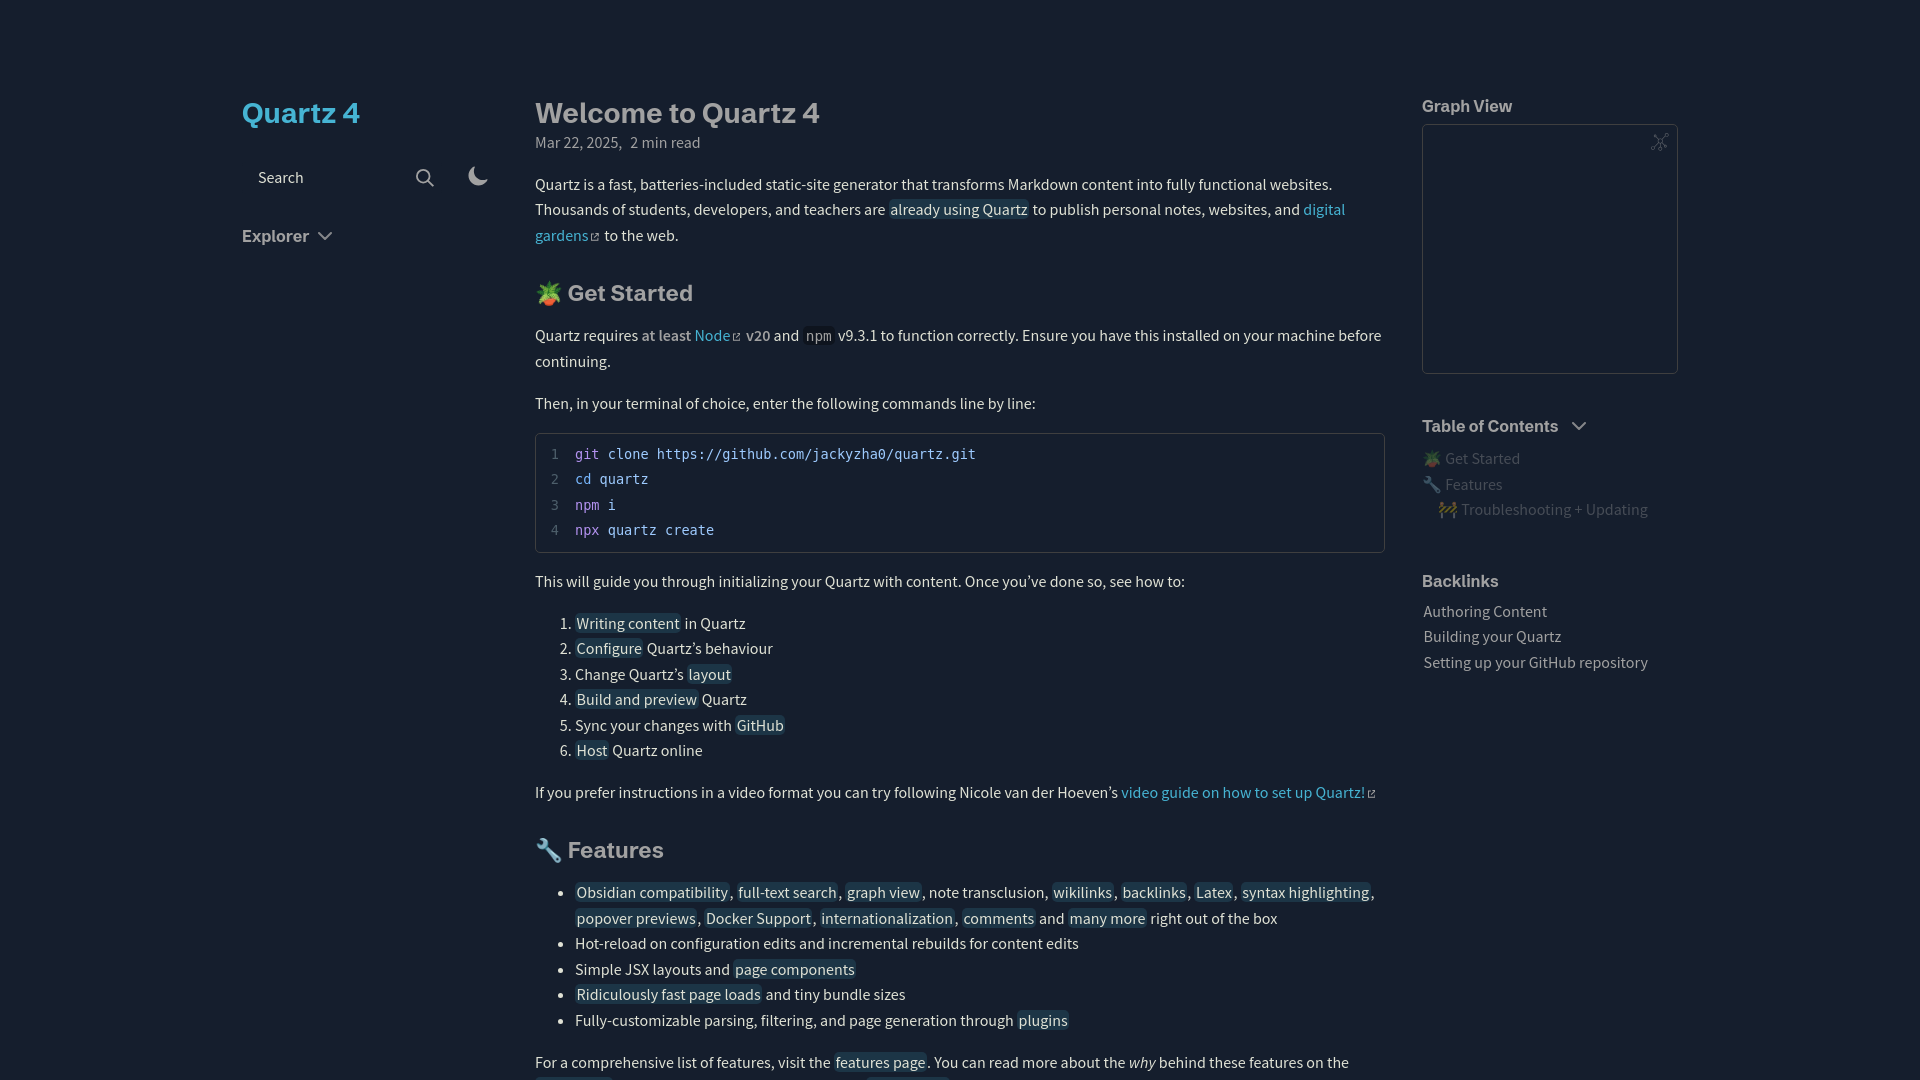 Quartz 4
Search
Explorer
Welcome to Quartz 4
Mar 22, 2025, 2 min read
Quartz is a fast, batteries-included static-site generator that transforms Markdown content into fully functional websites.
Thousands of students, developers, and teachers are already using Quartz to publish personal notes, websites, and digital
gardens to the web.
🪴 Get Started
Quartz requires at least Node v20 and npm v9.3.1 to function correctly. Ensure you have this installed on your machine before
continuing.
Then, in your terminal of choice, enter the following commands line by line:
1 git clone https://github.com/jackyzha0/quartz.git
2 cd quartz
3 npm i
4 npx quartz create
This will guide you through initializing your Quartz with content. Once you’ve done so, see how to:
1. Writing content in Quartz
2. Configure Quartz’s behaviour
3. Change Quartz’s layout
4. Build and preview Quartz
5. Sync your changes with GitHub
6. Host Quartz online
If you prefer instructions in a video format you can try following Nicole van der Hoeven’s video guide on how to set up Quartz!
🔧 Features
• Obsidian compatibility, full-text search, graph view, note transclusion, wikilinks, backlinks, Latex, syntax highlighting,
popover previews, Docker Support, internationalization, comments and many more right out of the box
• Hot-reload on configuration edits and incremental rebuilds for content edits
• Simple JSX layouts and page components
• Ridiculously fast page loads and tiny bundle sizes
• Fully-customizable parsing, filtering, and page generation through plugins
For a comprehensive list of features, visit the features page. You can read more about the why behind these features on the
Graph View
Table of Contents
🪴 Get Started
🔧 Features
🚧 Troubleshooting + Updating
Backlinks
Authoring Content
Building your Quartz
Setting up your GitHub repository